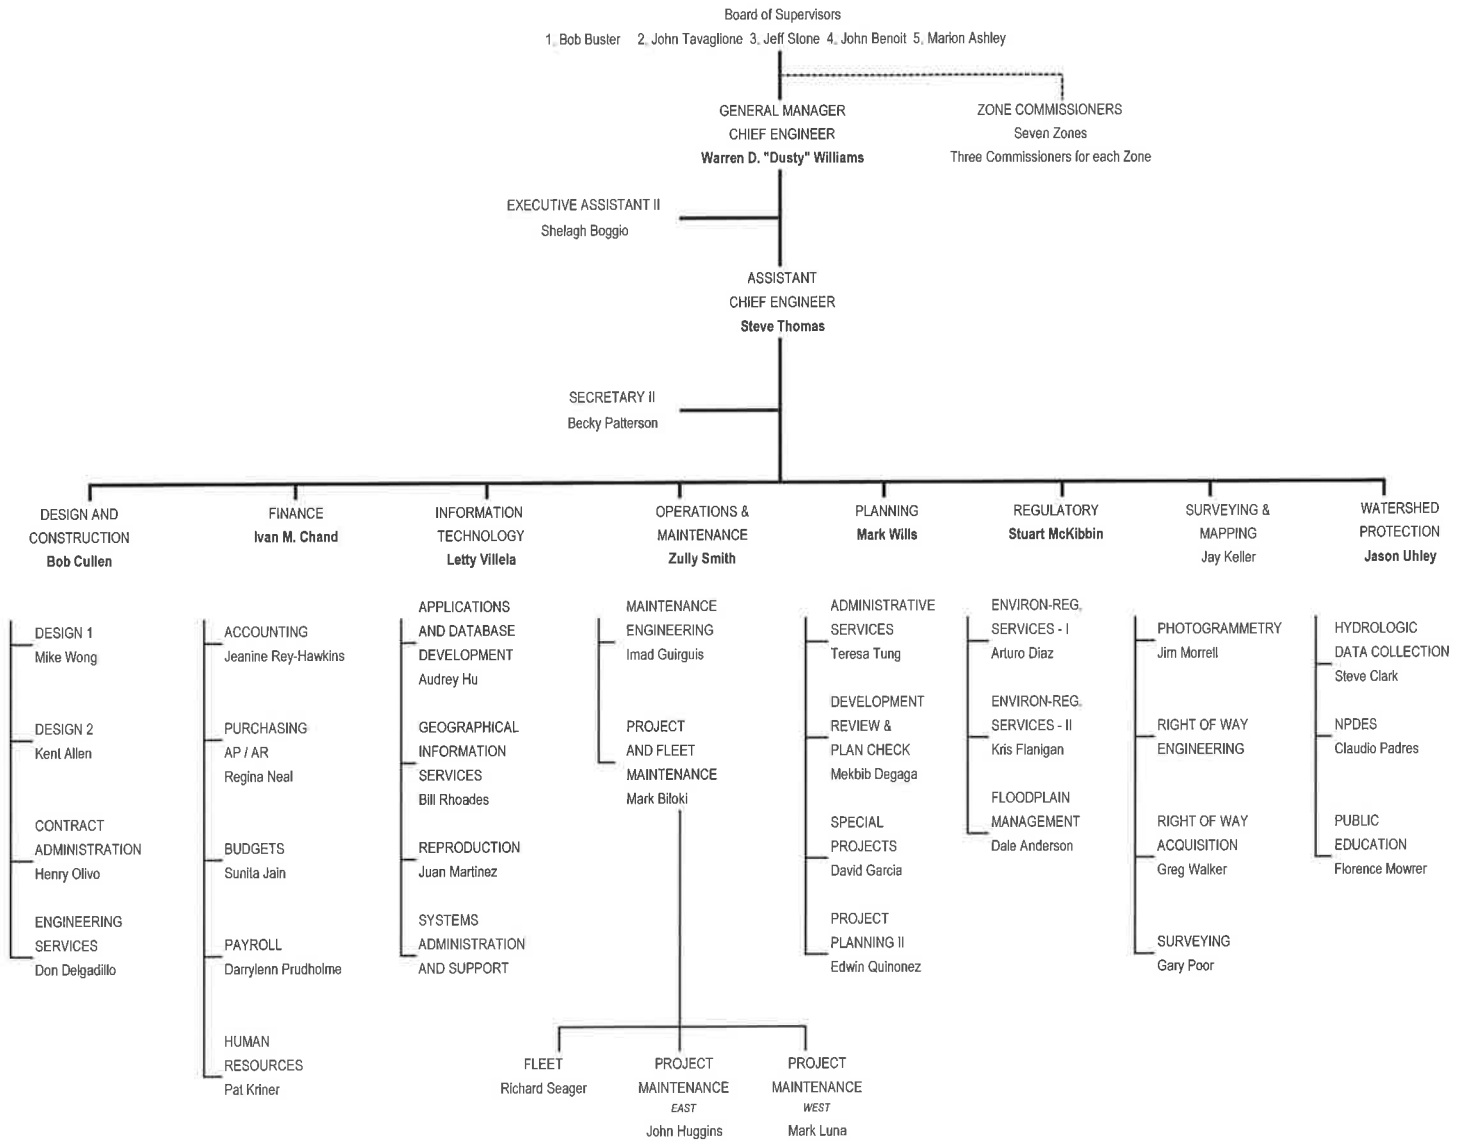 Board of Supervisors
1. Bob Buster 2. John Tavaglione 3. Jeff Stone 4. John Benoit 5. Marion Ashley
GENERAL MANAGER
CHIEF ENGINEER
Warren D. "Dusty" Williams
ZONE COMMISSIONERS
Seven Zones
Three Commissioners for each Zone
EXECUTIVE ASSISTANT II
Shelagh Boggio
ASSISTANT
CHIEF ENGINEER
Steve Thomas
SECRETARY II
Becky Patterson
DESIGN AND
CONSTRUCTION
Bob Cullen
DESIGN 1
Mike Wong
DESIGN 2
Kent Allen
CONTRACT
ADMINISTRATION
Henry Olivo
ENGINEERING
SERVICES
Don Delgadillo
FINANCE
Ivan M. Chand
ACCOUNTING
Jeanine Rey-Hawkins
PURCHASING
AP / AR
Regina Neal
BUDGETS
Sunita Jain
PAYROLL
Darrylenn Prudholme
HUMAN
RESOURCES
Pat Kriner
INFORMATION
TECHNOLOGY
Letty Villela
APPLICATIONS
AND DATABASE
DEVELOPMENT
Audrey Hu
GEOGRAPHICAL
INFORMATION
SERVICES
Bill Rhoades
REPRODUCTION
Juan Martinez
SYSTEMS
ADMINISTRATION
AND SUPPORT
OPERATIONS &
MAINTENANCE
Zully Smith
MAINTENANCE
ENGINEERING
Imad Guirguis
PROJECT
AND FLEET
MAINTENANCE
Mark Biloki
FLEET
Richard Seager
PROJECT
MAINTENANCE
EAST
John Huggins
PROJECT
MAINTENANCE
WEST
Mark Luna
PLANNING
Mark Wills
ADMINISTRATIVE
SERVICES
Teresa Tung
DEVELOPMENT
REVIEW &
PLAN CHECK
Mekbib Degaga
SPECIAL
PROJECTS
David Garcia
PROJECT
PLANNING II
Edwin Quinonez
REGULATORY
Stuart McKibbin
ENVIRON-REG.
SERVICES - I
Arturo Diaz
ENVIRON-REG.
SERVICES - II
Kris Flanigan
FLOODPLAIN
MANAGEMENT
Dale Anderson
SURVEYING &
MAPPING
Jay Keller
PHOTOGRAMMETRY
Jim Morrell
RIGHT OF WAY
ENGINEERING
RIGHT OF WAY
ACQUISITION
Greg Walker
SURVEYING
Gary Poor
WATERSHED
PROTECTION
Jason Uhley
HYDROLOGIC
DATA COLLECTION
Steve Clark
NPDES
Claudio Padres
PUBLIC
EDUCATION
Florence Mowrer